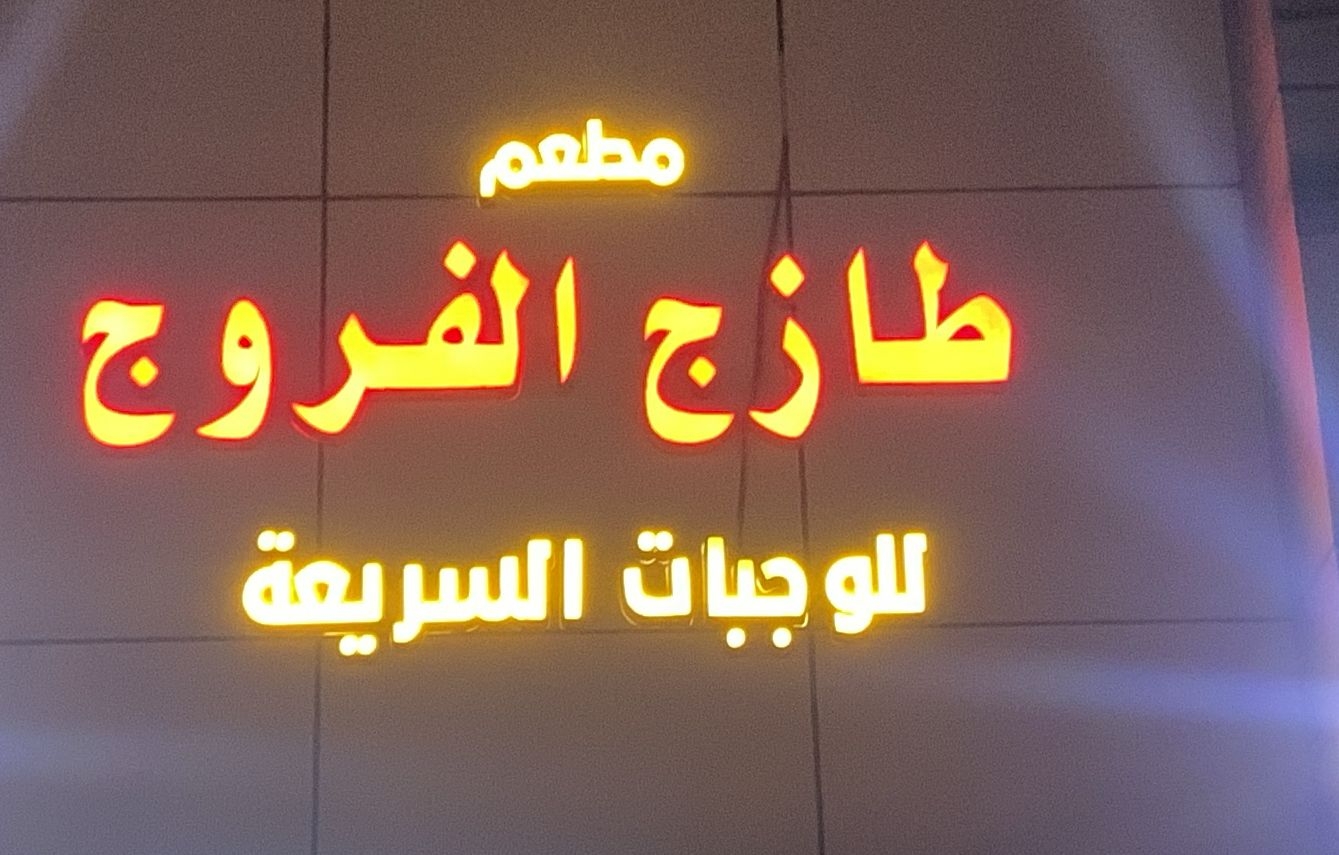 مطعم
طازج الفروج
للوجبات السريعة